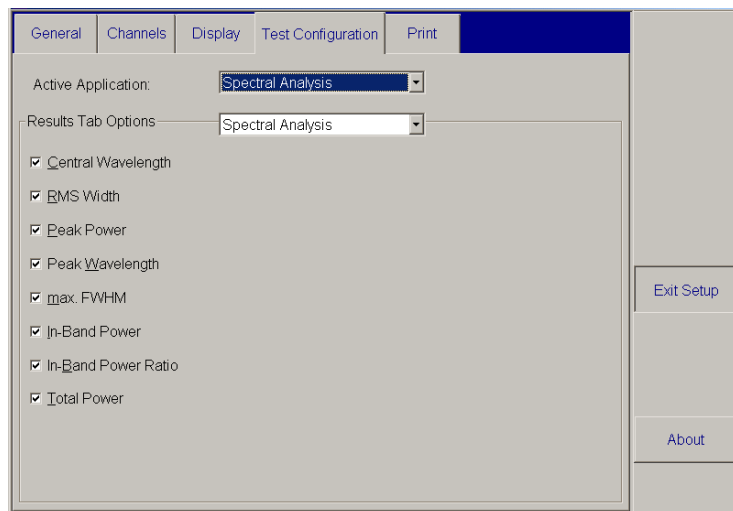 General Channels Display Test Configuration Print
Active Application: Spectral Analysis
Results Tab Options Spectral Analysis
Central Wavelength
RMS Width
Peak Power
Peak Wavelength
max. FWHM
In-Band Power
In-Band Power Ratio
Total Power
Exit Setup
About